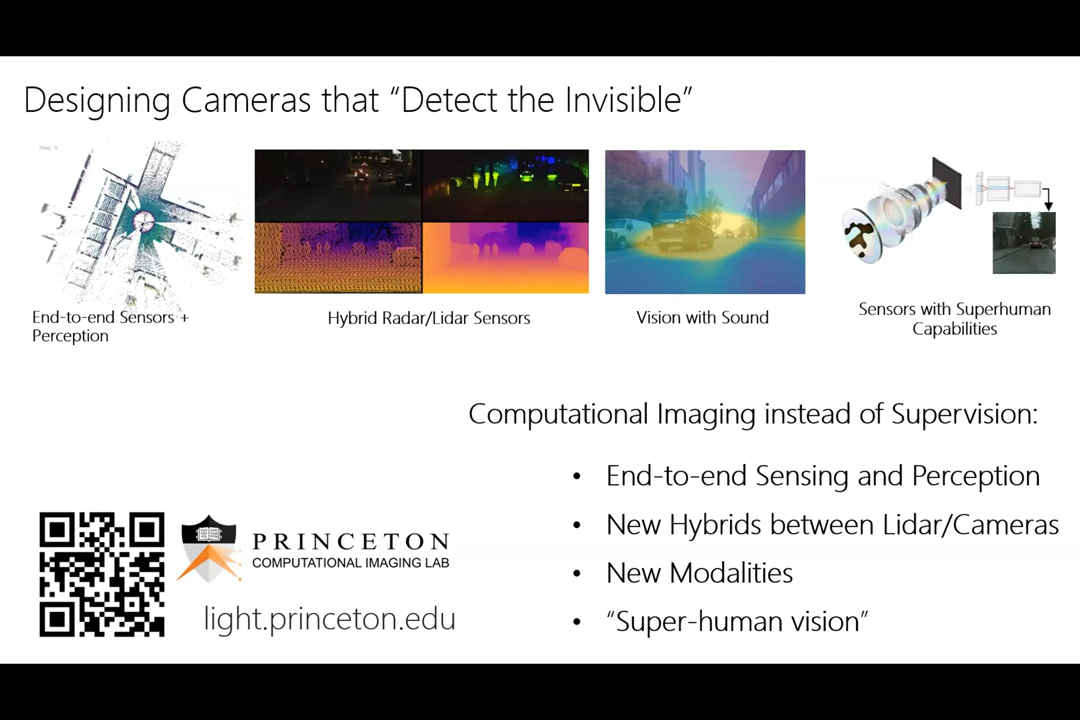 Designing Cameras that “Detect the Invisible”
End-to-end Sensors +
Perception
Hybrid Radar/Lidar Sensors
Vision with Sound
Sensors with Superhuman
Capabilities
Computational Imaging instead of Supervision:
• End-to-end Sensing and Perception
• New Hybrids between Lidar/Cameras
• New Modalities
• “Super-human vision”
PRINCETON
COMPUTATIONAL IMAGING LAB
light.princeton.edu